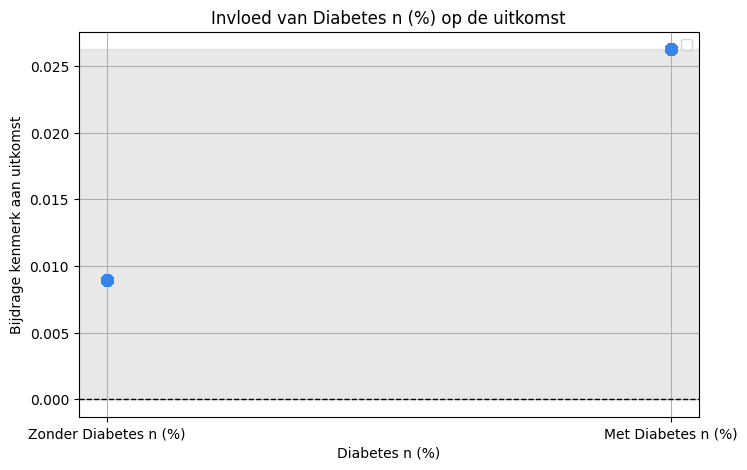 Invloed van Diabetes n (%) op de uitkomst
Bijdrage kenmerk aan uitkomst
0.025
0.020
0.015
0.010
0.005
0.000
Zonder Diabetes n (%)
Met Diabetes n (%)
Diabetes n (%)